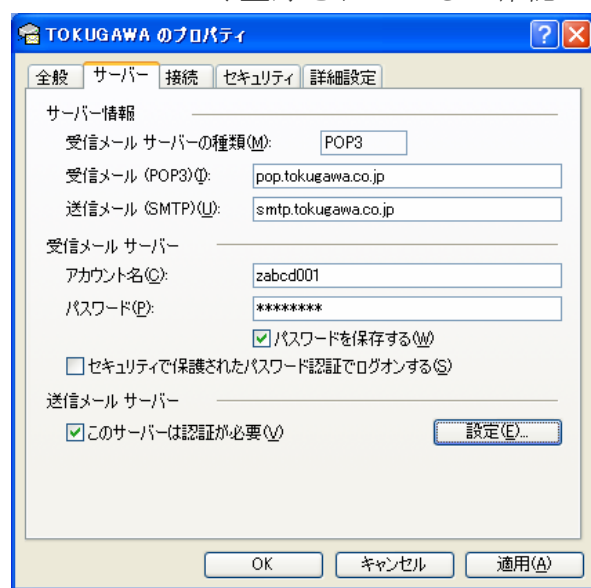 TOKUGAWA のプロパティ
全般 サーバー 接続 セキュリティ 詳細設定
サーバー情報
受信メール サーバーの種類(M): POP3
受信メール (POP3)(I): pop.tokugawa.co.jp
送信メール (SMTP)(U): smtp.tokugawa.co.jp
受信メール サーバー
アカウント名(C): zabcd001
パスワード(P): ********
パスワードを保存する(W)
セキュリティで保護されたパスワード認証でログオンする(S)
送信メール サーバー
このサーバーは認証が必要(V) 設定(E)...
OK キャンセル 適用(A)